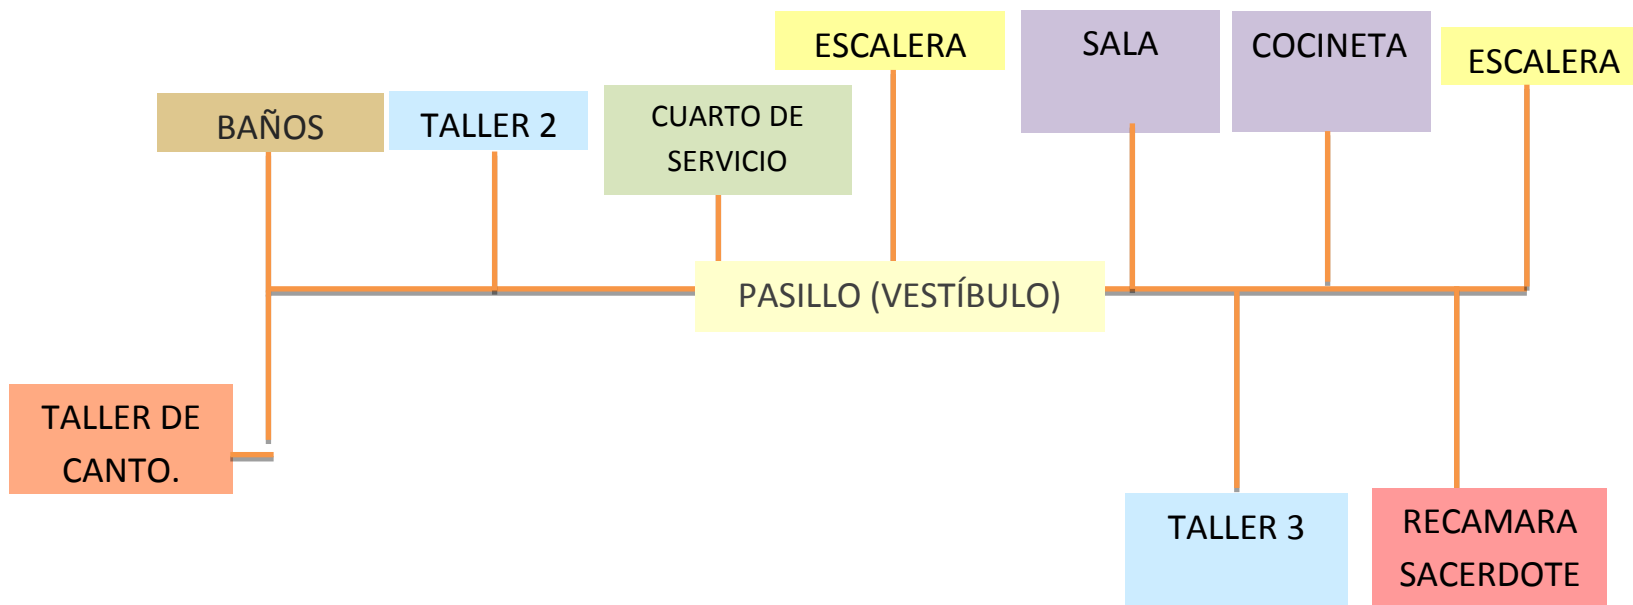 ESCALERA
SALA
COCINETA
ESCALERA
BAÑOS
TALLER 2
CUARTO DE
SERVICIO
PASILLO (VESTÍBULO)
TALLER DE
CANTO.
TALLER 3
RECAMARA
SACERDOTE